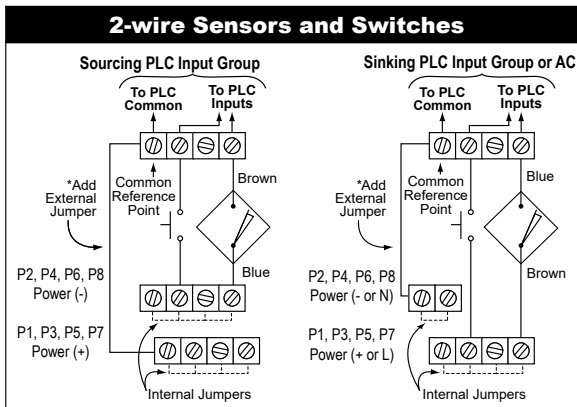 2-wire Sensors and Switches
Sourcing PLC Input Group
To PLC
Common
To PLC
Inputs
*Add
External
Jumper
Common
Reference
Point
Brown
Blue
P2, P4, P6, P8
Power (-)
P1, P3, P5, P7
Power (+)
Internal Jumpers
Sinking PLC Input Group or AC
To PLC
Common
To PLC
Inputs
*Add
External
Jumper
Common
Reference
Point
Blue
Brown
P2, P4, P6, P8
Power (- or N)
P1, P3, P5, P7
Power (+ or L)
Internal Jumpers